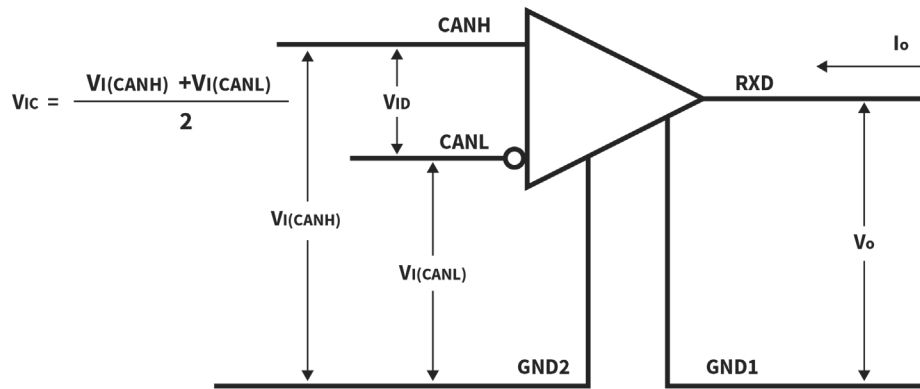 CANH
Io
VI(CANH) +VI(CANL)
VIC =
2
VID
RXD
CANL
VI(CANH)
Vo
VI(CANL)
GND2
GND1